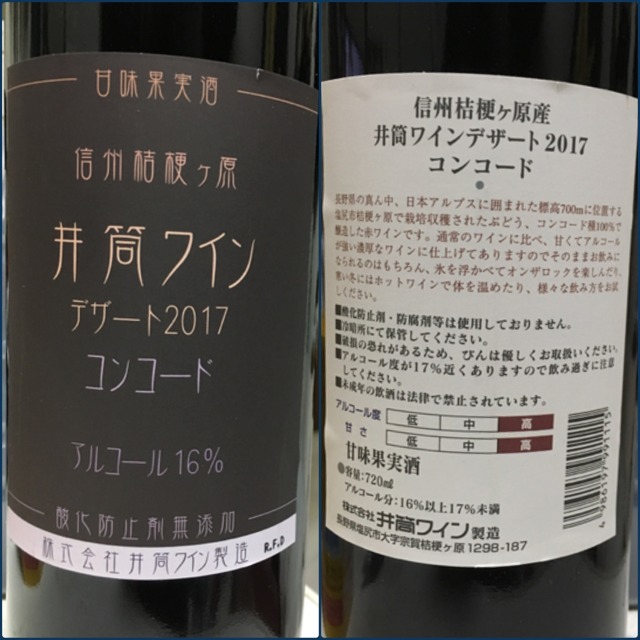 甘味果実酒
信州桔梗ヶ原
井筒ワイン
デザート2017
コンコード
アルコール16%
酸化防止剤無添加
株式会社井筒ワイン製造 R.F.D
信州桔梗ヶ原産
井筒ワインデザート2017
コンコード
長野県の真ん中、日本アルプスに囲まれた標高700mに位置する
塩尻市桔梗ヶ原で栽培収穫されたぶどう、コンコード種100%で
醸造した赤ワインです。通常のワインに比べ、甘くてアルコール
が強い濃厚なワインに仕上げてありますのでそのままお飲みに
なられるのはもちろん、氷を浮かべてオンザロックを楽しんだり、
寒い冬にはホットワインで体を温めたり、様々な飲み方をお試
しください。
■酸化防止剤・防腐剤等は使用しておりません。
■冷暗所にて保管してください。
■破損の恐れがあるため、びんは優しくお取扱いください。
■アルコール度が17%近くありますので飲み過ぎに注意
してください。
■未成年の飲酒は法律で禁止されています。
アルコール度 低 中 高
甘さ 低 中 高
甘味果実酒
●容量:720ml
アルコール分:16%以上17%未満
株式会社井筒ワイン製造
長野県塩尻市大字宗賀桔梗ヶ原1298-187
4 986197 991115